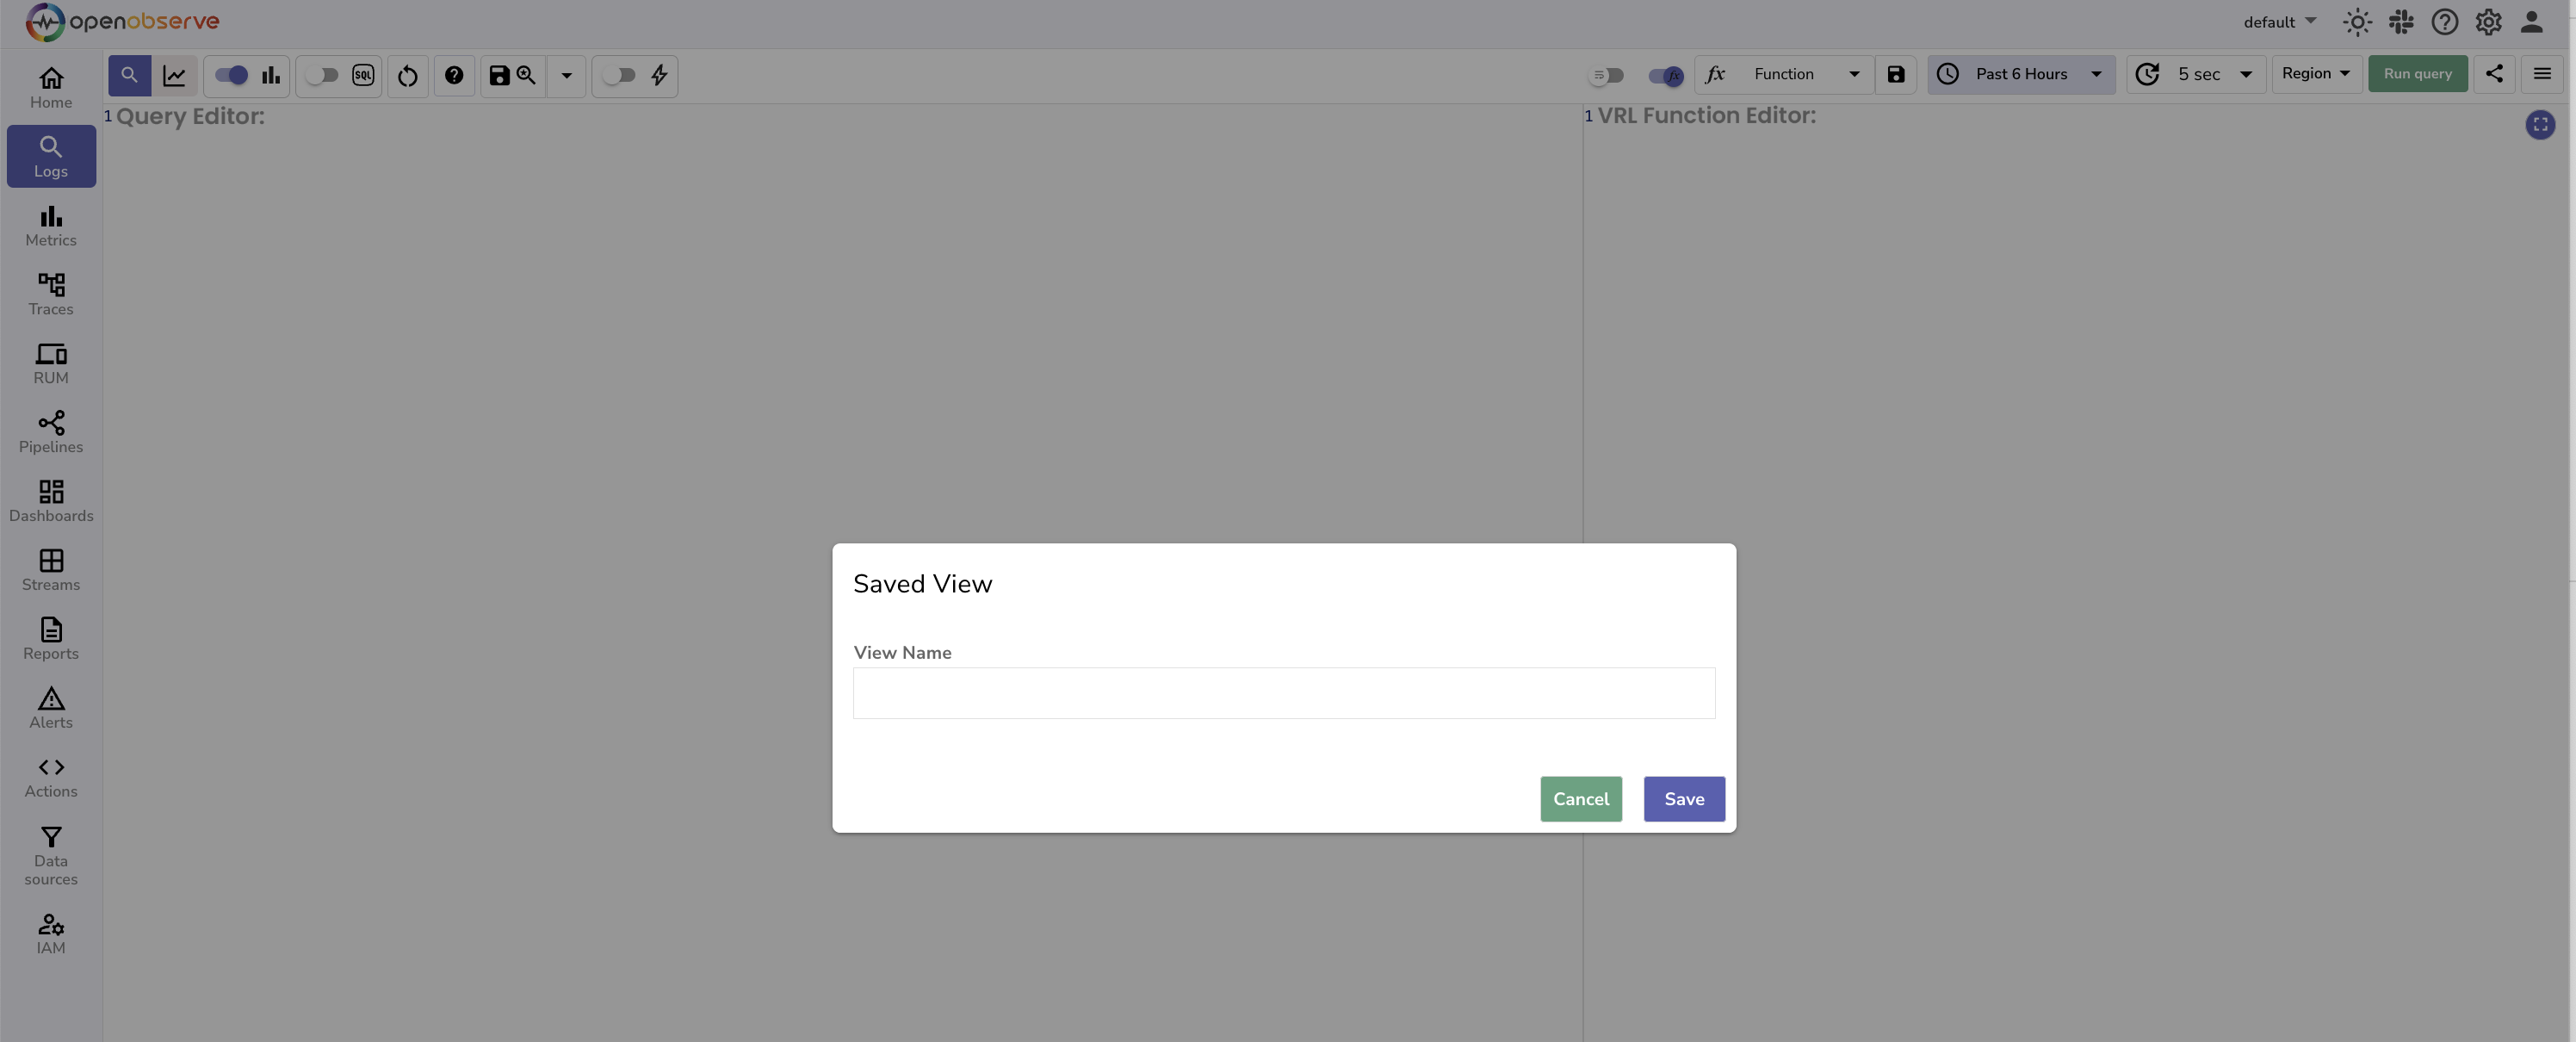 openobserve
default
SQL
fx
fx Function
Past 6 Hours
5 sec
Region
Run query
Home
Logs
Metrics
Traces
RUM
Pipelines
Dashboards
Streams
Reports
Alerts
Actions
Data
sources
IAM
1 Query Editor:
1 VRL Function Editor:
Saved View
View Name
Cancel
Save